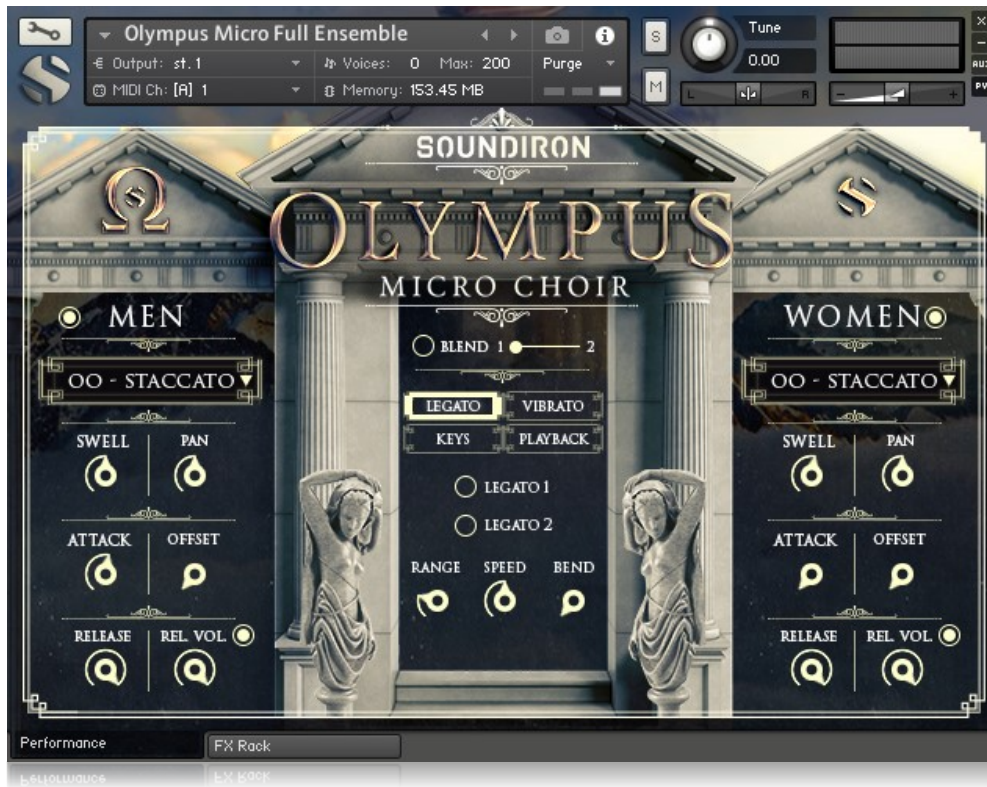 Olympus Micro Full Ensemble
S
Tune
Output: st.1
Voices: 0 Max: 200
Purge
0.00
MIDI Ch: [A] 1
Memory: 153.45 MB
M
L
R
- +
AUX
PV
SOUNDIRON
OLYMPUS
MICRO CHOIR
MEN
WOMEN
OO - STACCATO
OO - STACCATO
BLEND 1 2
LEGATO
VIBRATO
KEYS
PLAYBACK
SWELL
PAN
SWELL
PAN
LEGATO 1
LEGATO 2
ATTACK
OFFSET
ATTACK
OFFSET
RANGE
SPEED
BEND
RELEASE
REL. VOL.
RELEASE
REL. VOL.
Performance
FX Rack